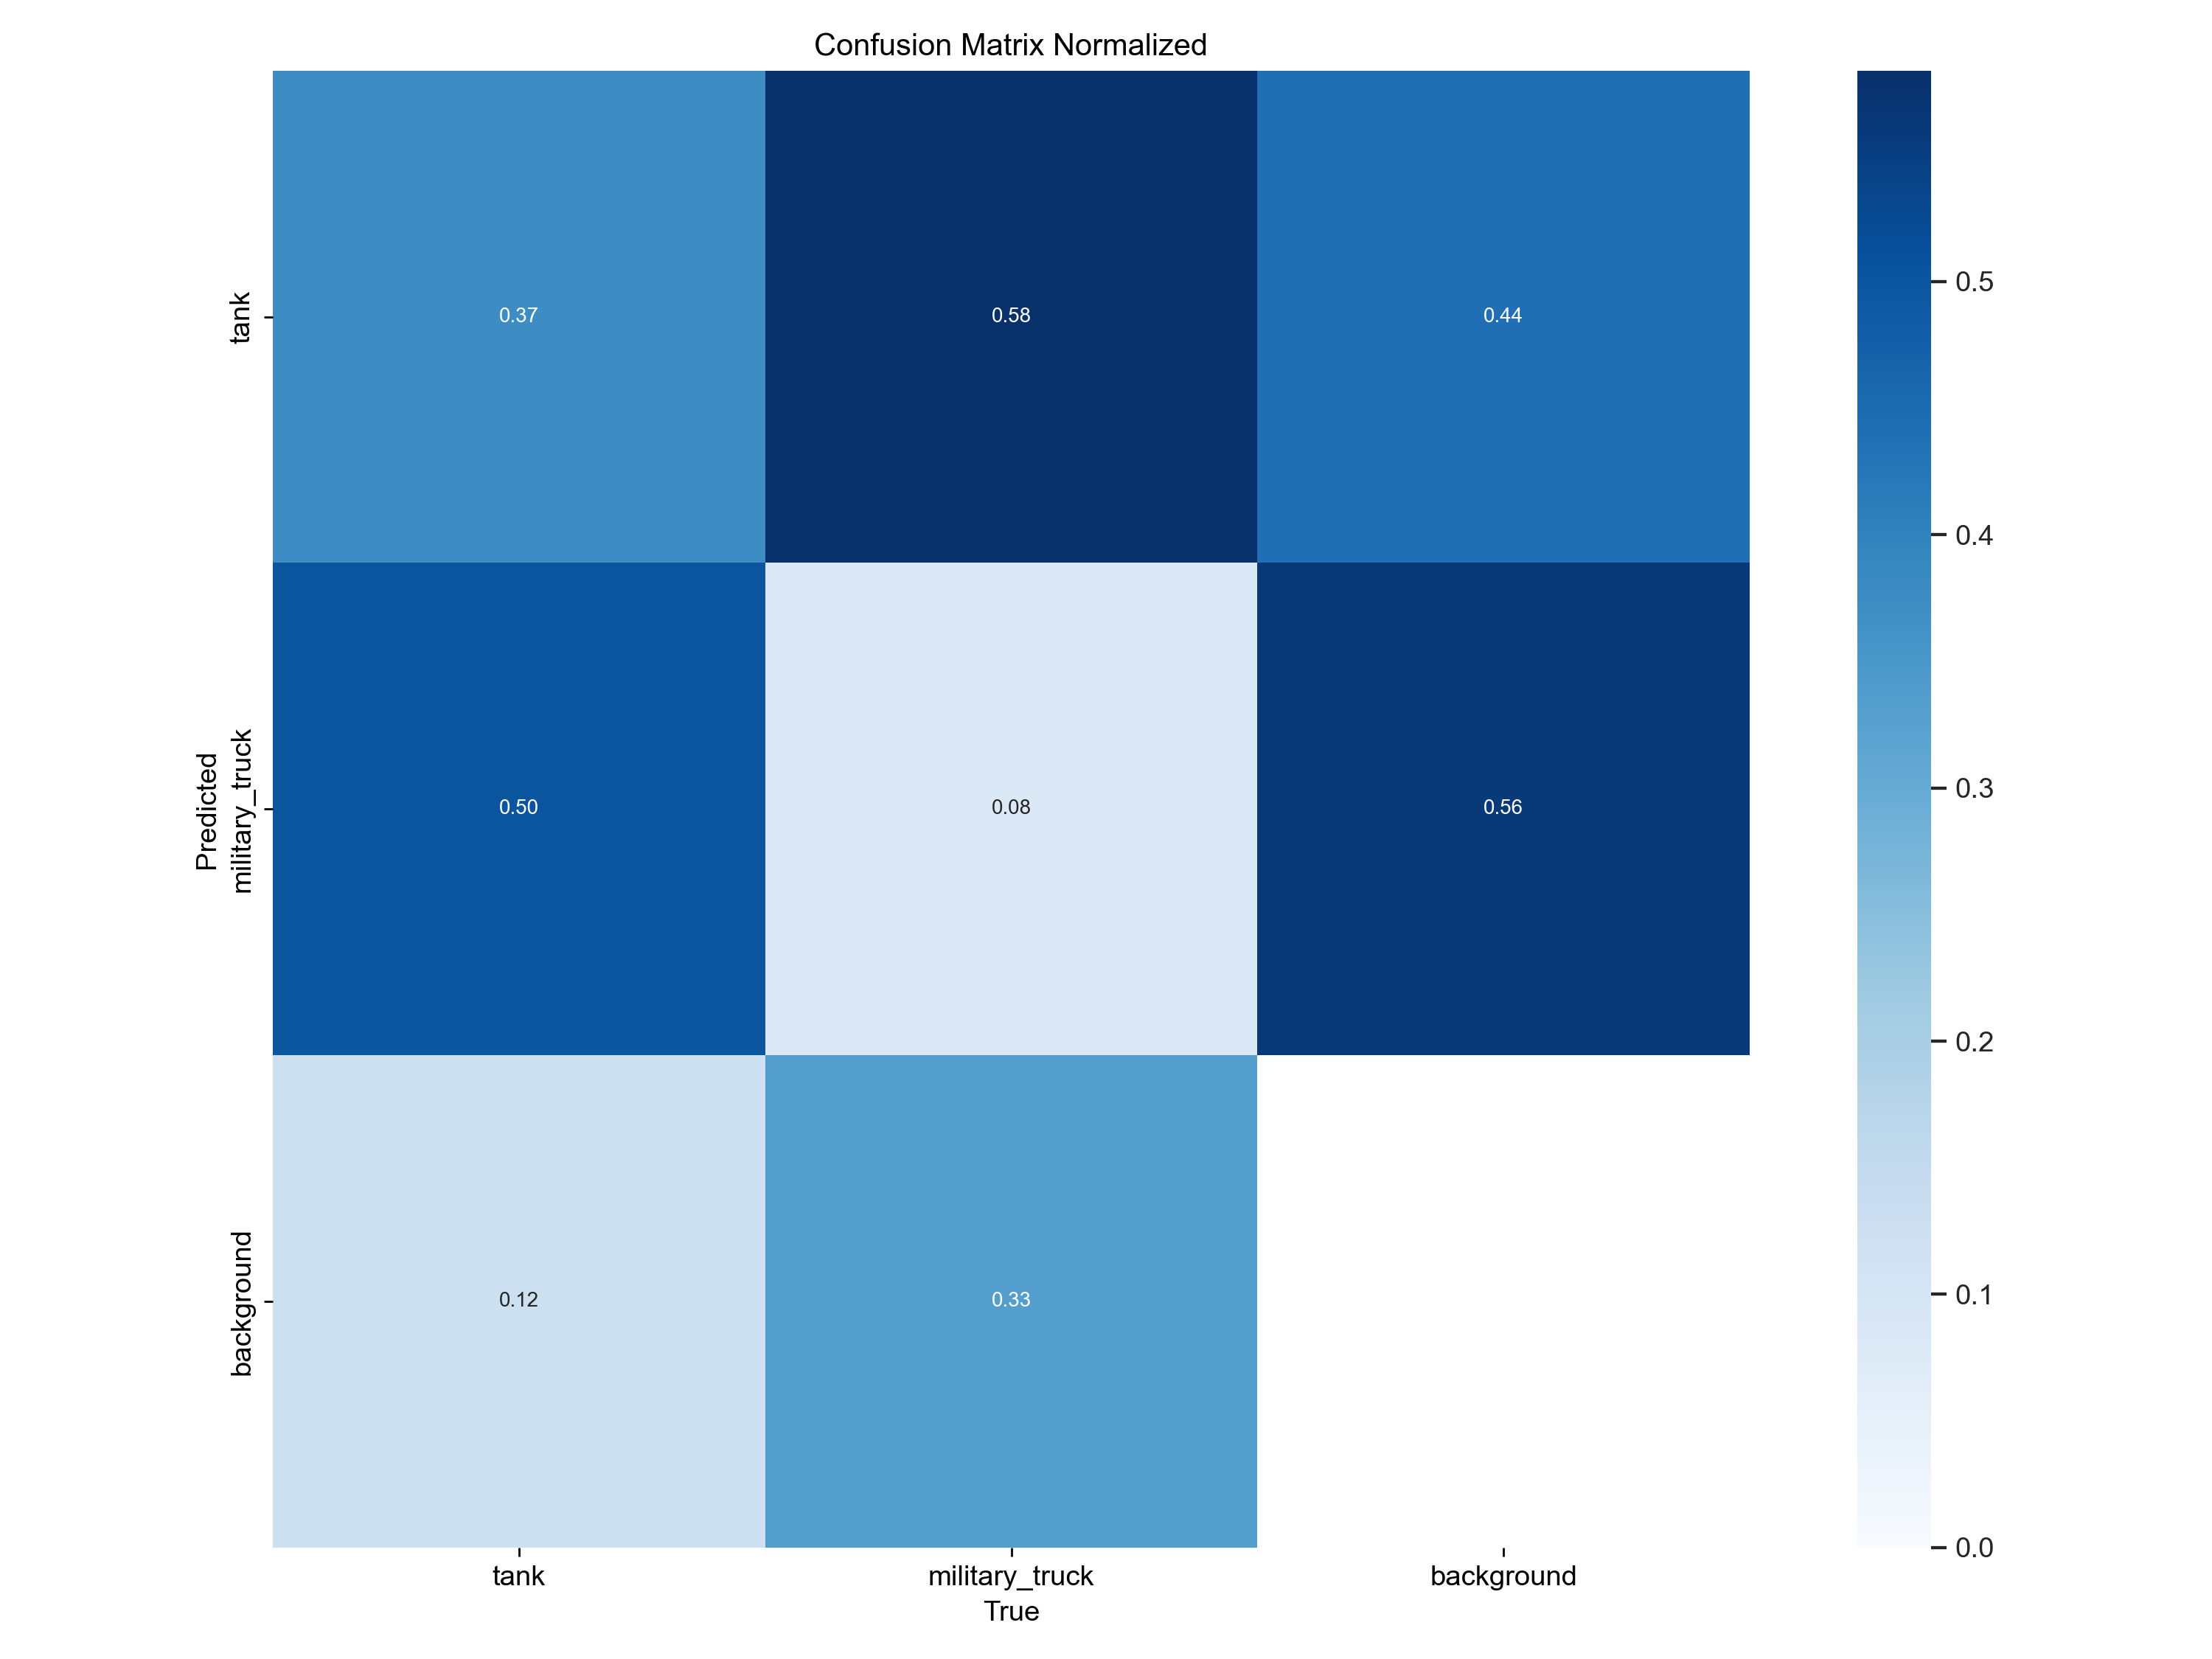 Confusion Matrix Normalized
tank
0.37
0.58
0.44
Predicted
military_truck
0.50
0.08
0.56
background
0.12
0.33
tank
military_truck
background
True
0.5
0.4
0.3
0.2
0.1
0.0